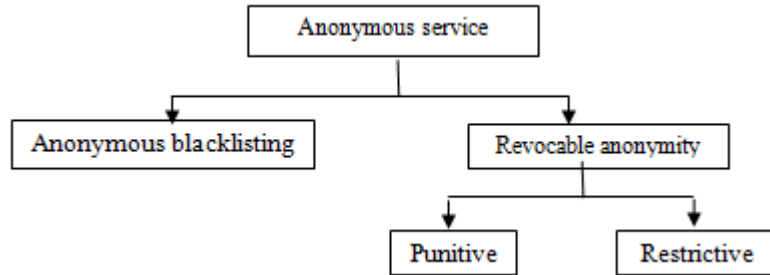 Anonymous service
Anonymous blacklisting
Revocable anonymity
Punitive
Restrictive